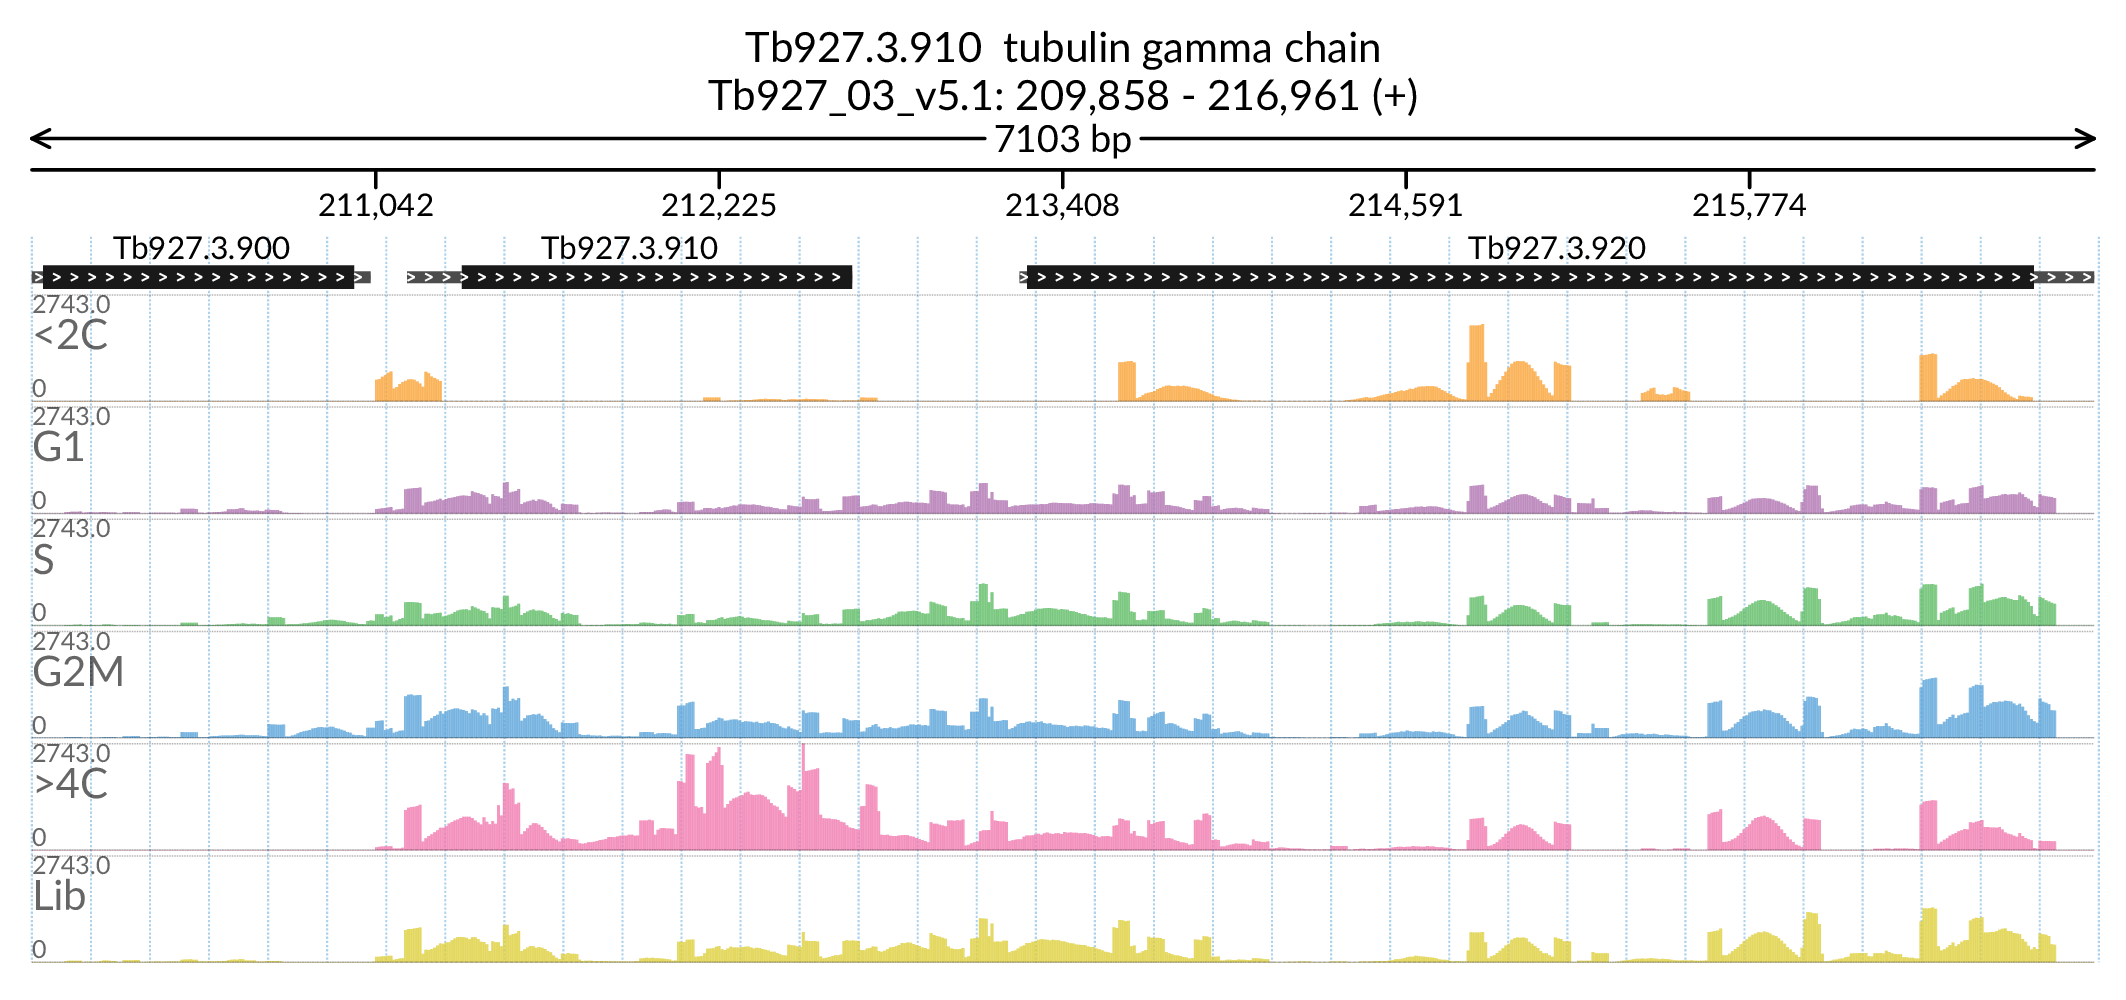 Tb927.3.910  tubulin gamma chain
Tb927_03_v5.1: 209,858 - 216,961 (+)
7103 bp
211,042 212,225 213,408 214,591 215,774
Tb927.3.900 Tb927.3.910 Tb927.3.920
2743.0
<2C
0
2743.0
G1
0
2743.0
S
0
2743.0
G2M
0
2743.0
>4C
0
2743.0
Lib
0